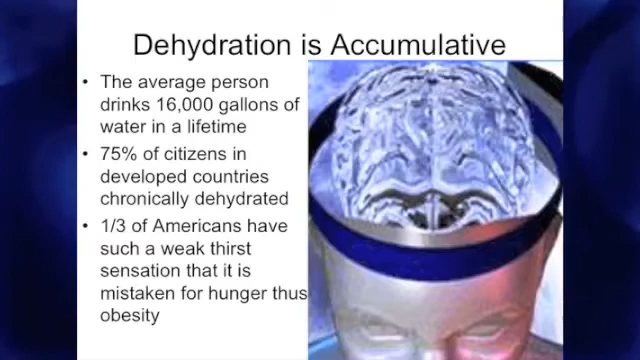 Dehydration is Accumulative
• The average person
drinks 16,000 gallons of
water in a lifetime
• 75% of citizens in
developed countries
chronically dehydrated
• 1/3 of Americans have
such a weak thirst
sensation that it is
mistaken for hunger thus
obesity